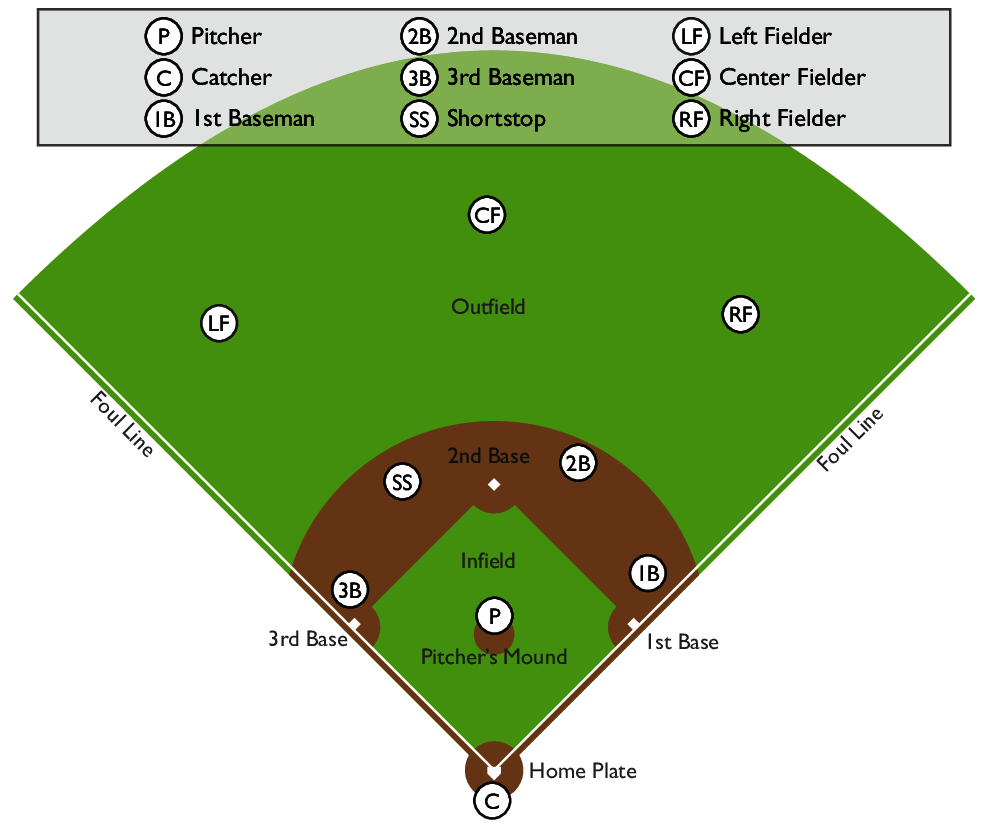 P Pitcher 2B 2nd Baseman LF Left Fielder
C Catcher 3B 3rd Baseman CF Center Fielder
1B 1st Baseman SS Shortstop RF Right Fielder
CF
Outfield
LF
RF
Foul Line
Foul Line
2nd Base
2B
SS
Infield
3B
1B
P
3rd Base
1st Base
Pitcher's Mound
Home Plate
C